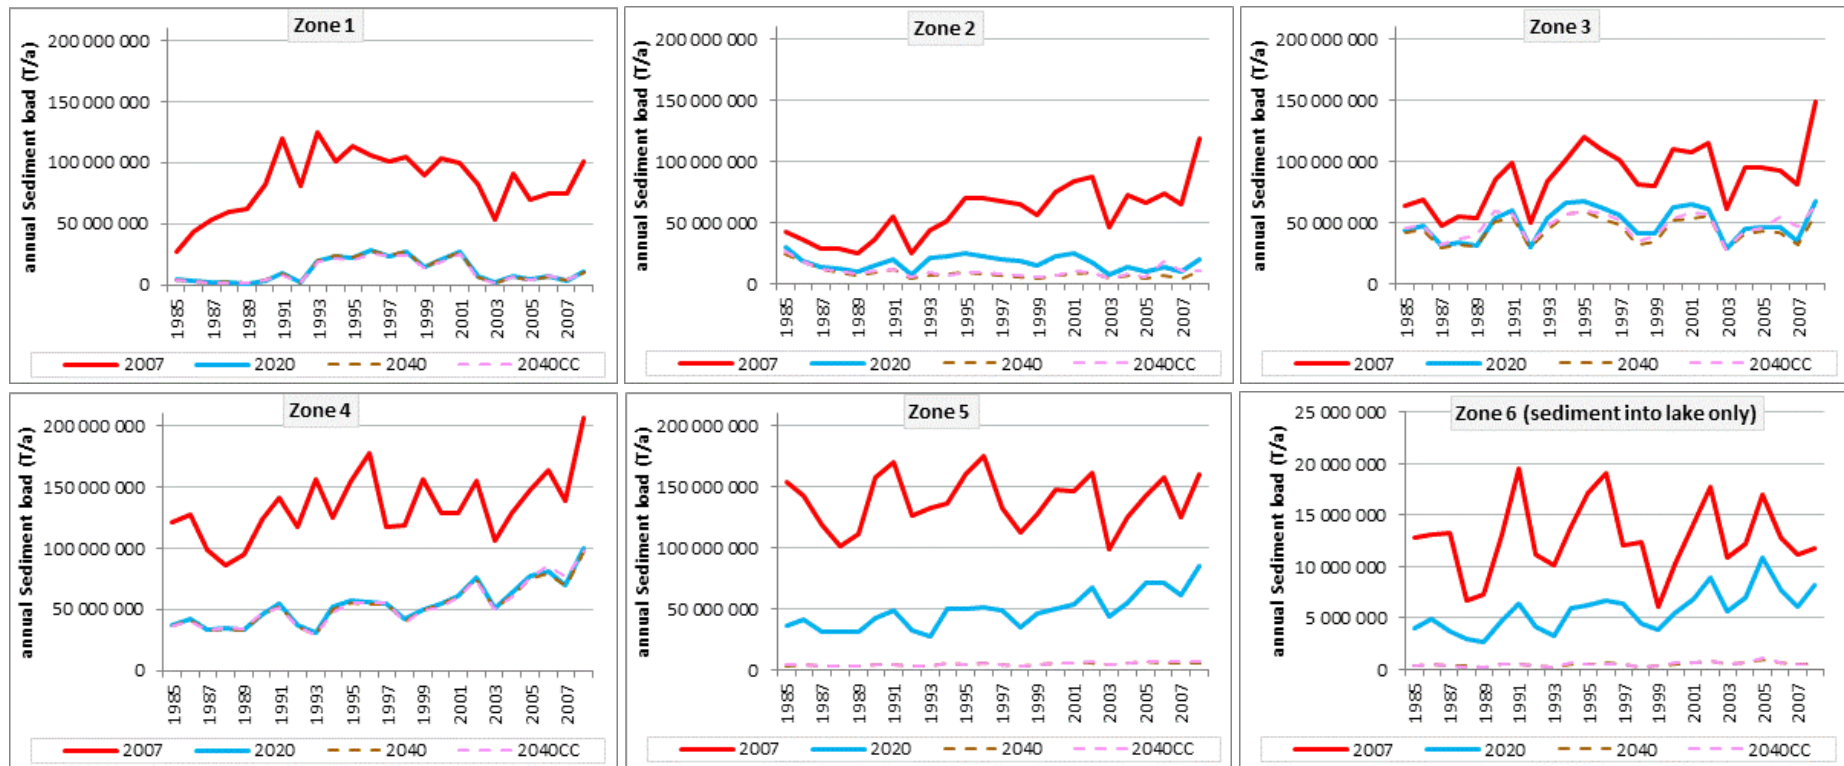 Zone 1
annual Sediment load (T/a)
200 000 000
150 000 000
100 000 000
50 000 000
0
1985 1987 1989 1991 1993 1995 1997 1999 2001 2003 2005 2007
2007 2020 2040 2040CC
Zone 2
annual Sediment load (T/a)
200 000 000
150 000 000
100 000 000
50 000 000
0
1985 1987 1989 1991 1993 1995 1997 1999 2001 2003 2005 2007
2007 2020 2040 2040CC
Zone 3
annual Sediment load (T/a)
200 000 000
150 000 000
100 000 000
50 000 000
0
1985 1987 1989 1991 1993 1995 1997 1999 2001 2003 2005 2007
2007 2020 2040 2040CC
Zone 4
annual Sediment load (T/a)
200 000 000
150 000 000
100 000 000
50 000 000
0
1985 1987 1989 1991 1993 1995 1997 1999 2001 2003 2005 2007
2007 2020 2040 2040CC
Zone 5
annual Sediment load (T/a)
200 000 000
150 000 000
100 000 000
50 000 000
0
1985 1987 1989 1991 1993 1995 1997 1999 2001 2003 2005 2007
2007 2020 2040 2040CC
Zone 6 (sediment into lake only)
annual Sediment load (T/a)
25 000 000
20 000 000
15 000 000
10 000 000
5 000 000
0
1985 1987 1989 1991 1993 1995 1997 1999 2001 2003 2005 2007
2007 2020 2040 2040CC